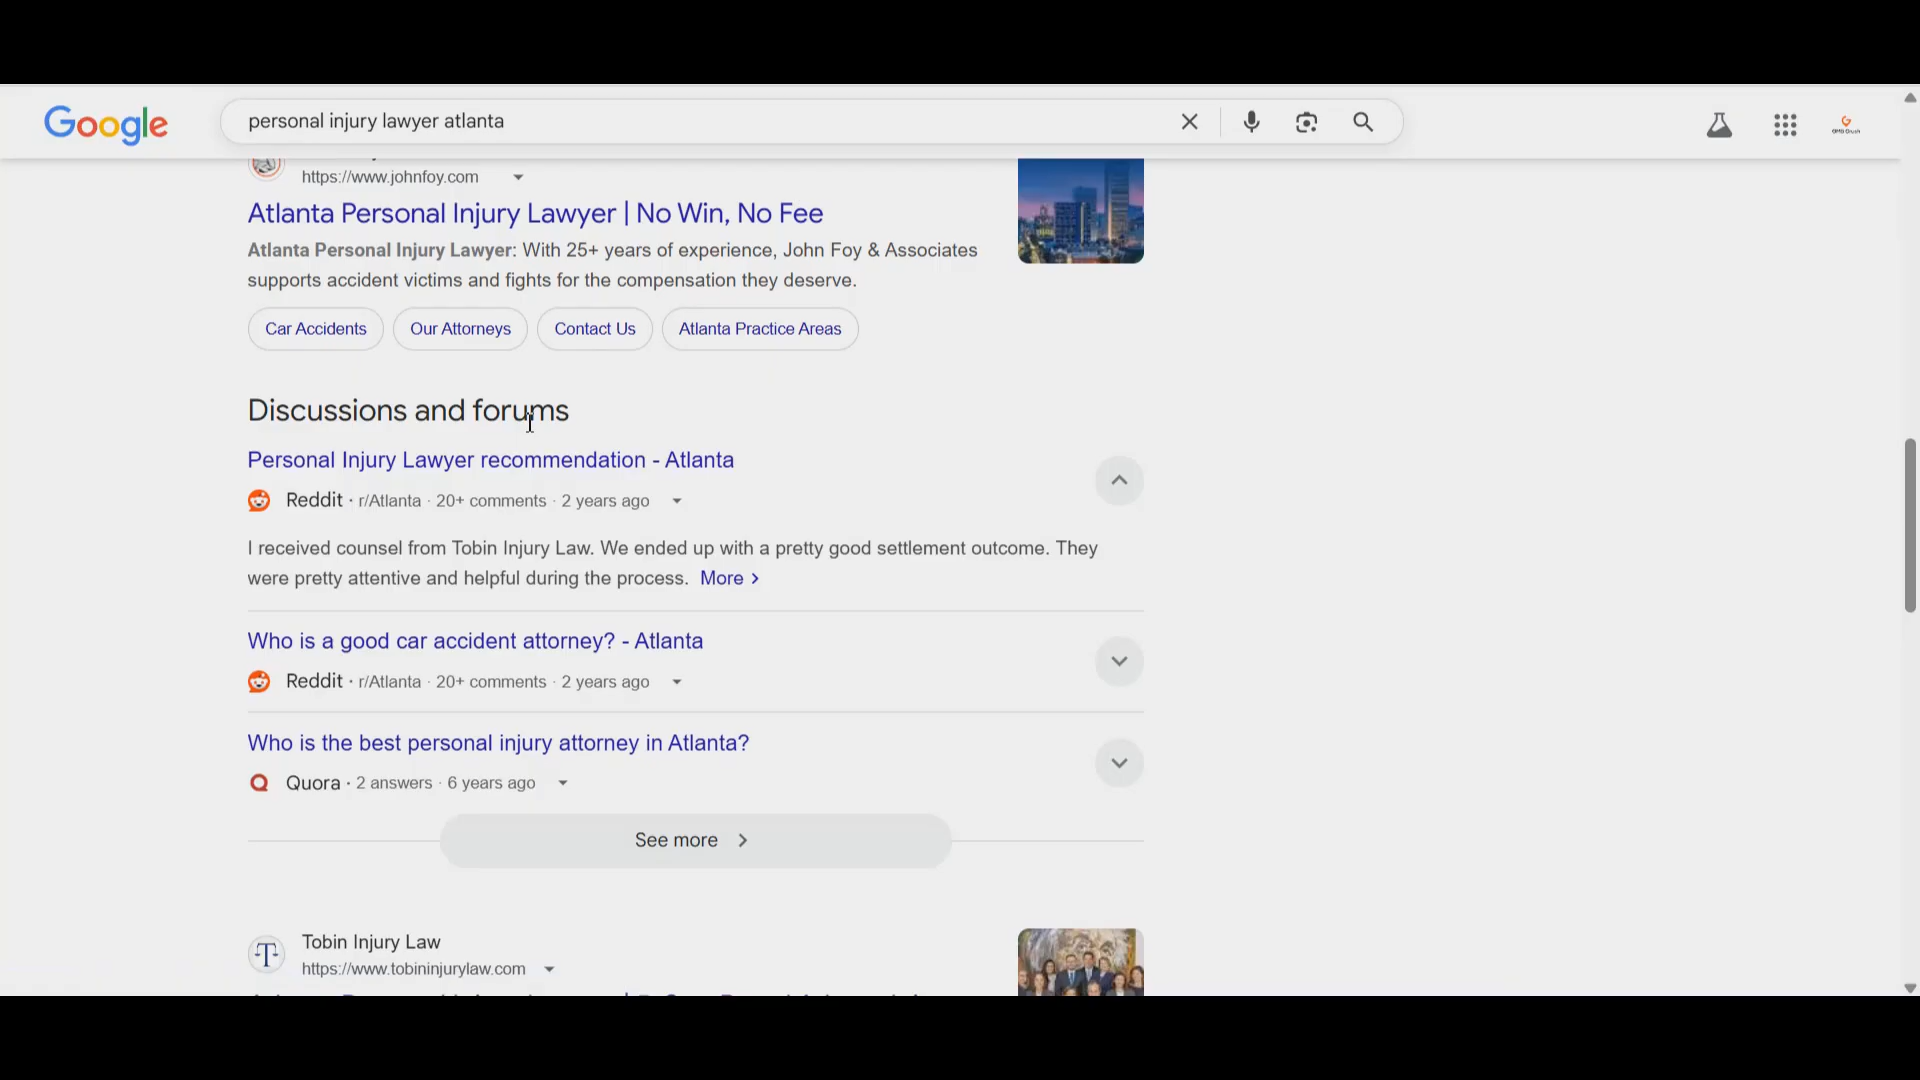 Google
personal injury lawyer atlanta
https://www.johnfoy.com
Atlanta Personal Injury Lawyer | No Win, No Fee
Atlanta Personal Injury Lawyer: With 25+ years of experience, John Foy & Associates
supports accident victims and fights for the compensation they deserve.
Car Accidents
Our Attorneys
Contact Us
Atlanta Practice Areas
Discussions and forums
Personal Injury Lawyer recommendation - Atlanta
Reddit · r/Atlanta · 20+ comments · 2 years ago
I received counsel from Tobin Injury Law. We ended up with a pretty good settlement outcome. They
were pretty attentive and helpful during the process. More
Who is a good car accident attorney? - Atlanta
Reddit · r/Atlanta · 20+ comments · 2 years ago
Who is the best personal injury attorney in Atlanta?
Quora · 2 answers · 6 years ago
See more
Tobin Injury Law
https://www.tobininjurylaw.com